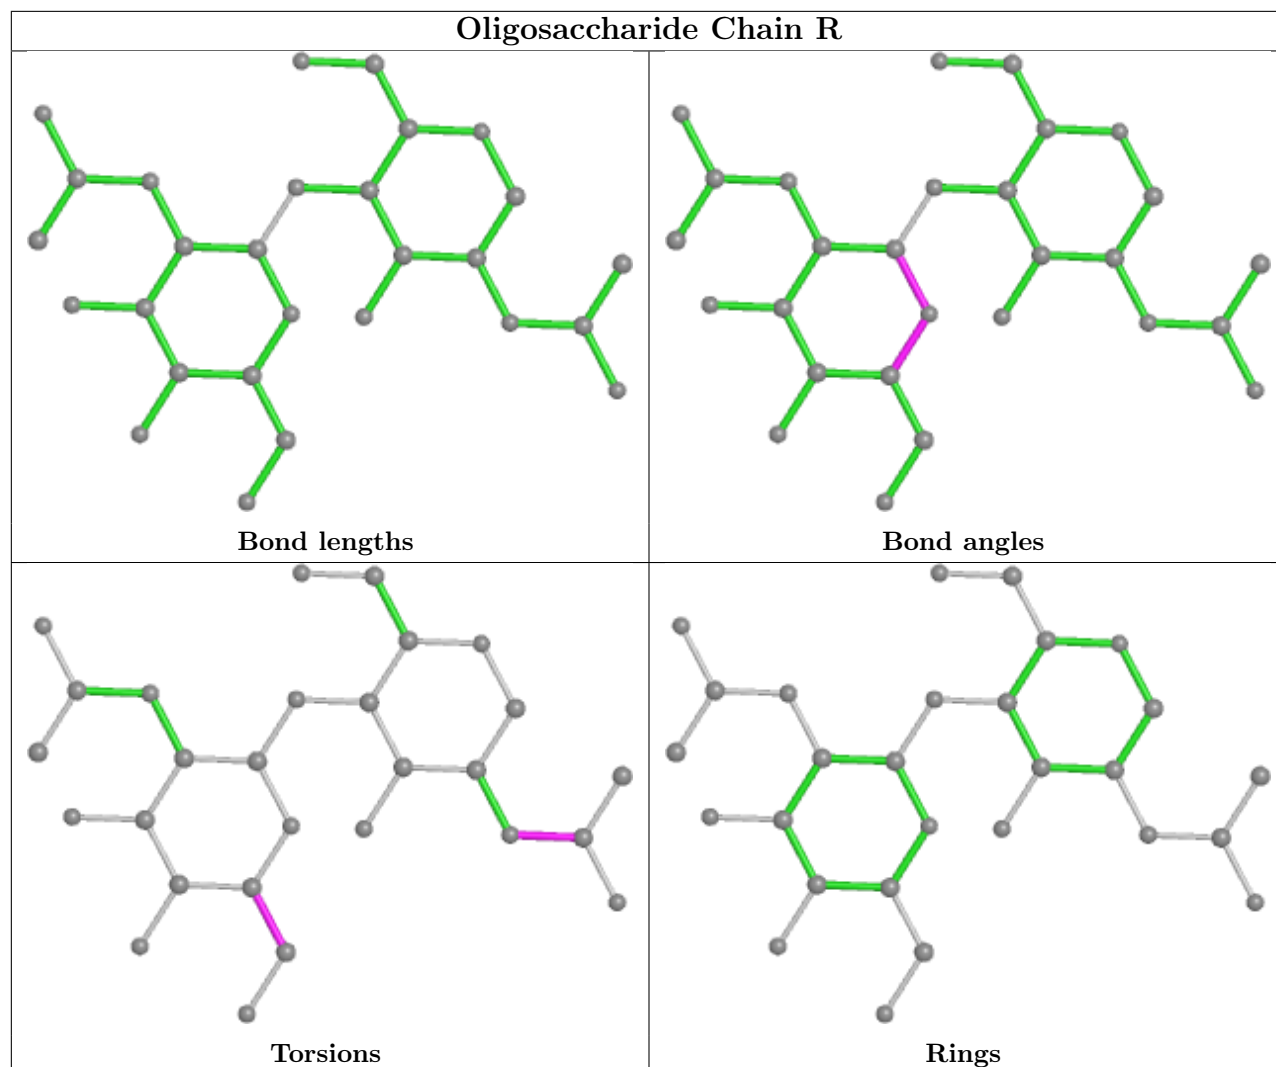 Oligosaccharide Chain R
Bond lengths
Bond angles
Torsions
Rings